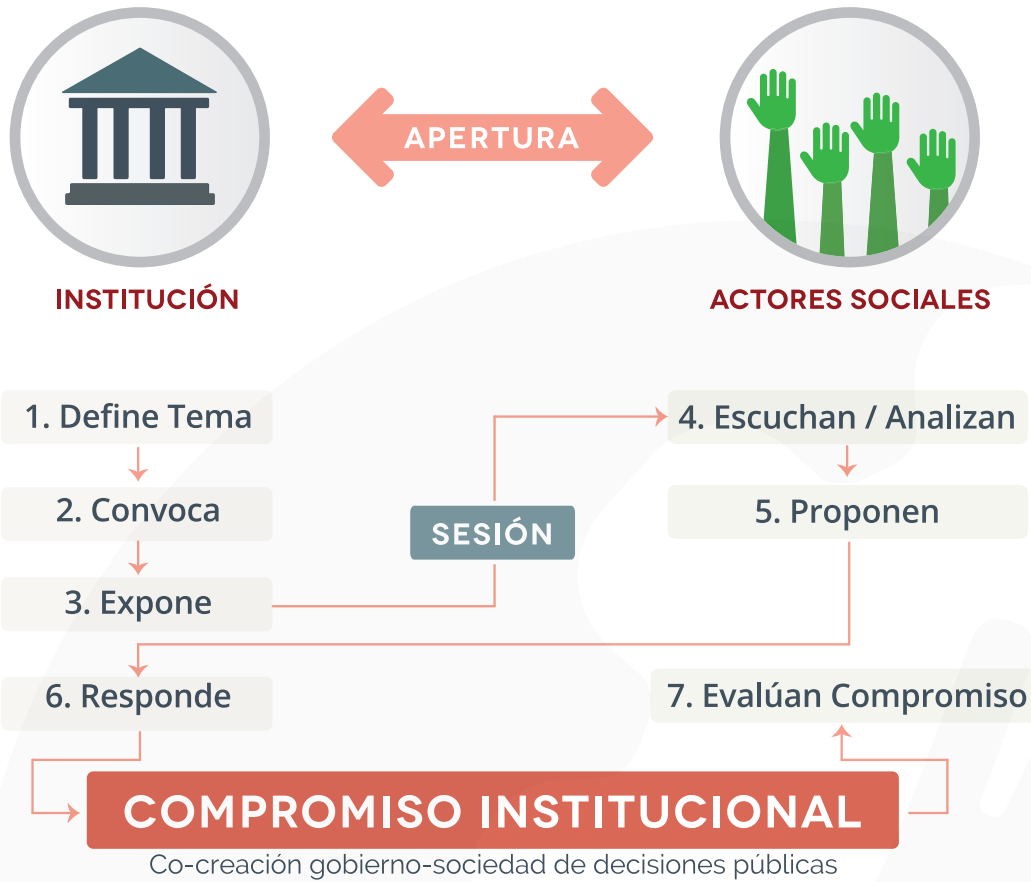 APERTURA
INSTITUCIÓN
ACTORES SOCIALES
1. Define Tema
2. Convoca
3. Expone
SESIÓN
4. Escuchan / Analizan
5. Proponen
6. Responde
7. Evalúan Compromiso
COMPROMISO INSTITUCIONAL
Co-creación gobierno-sociedad de decisiones públicas